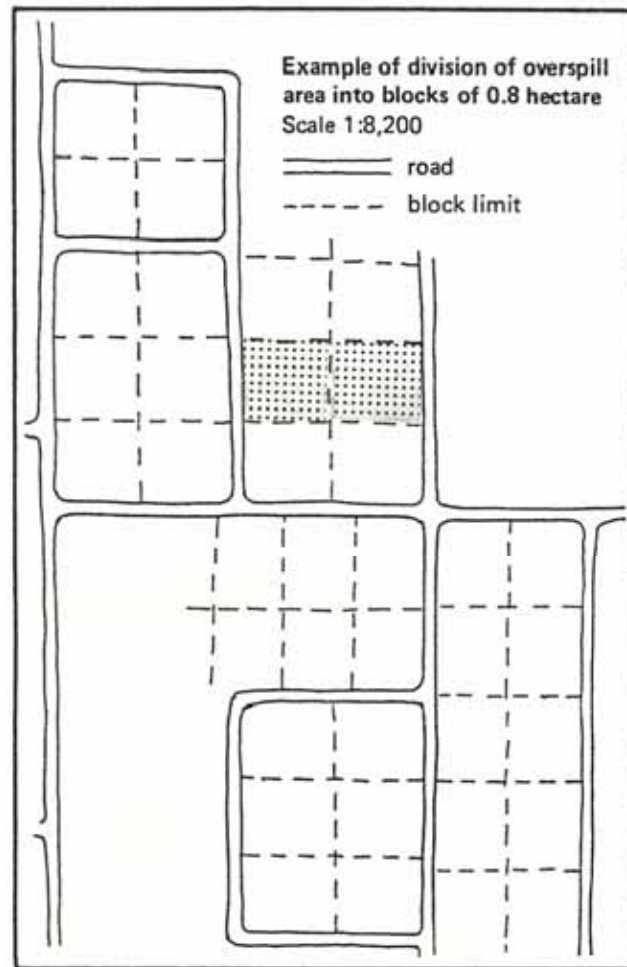 Example of division of overspill
area into blocks of 0.8 hectare
Scale 1:8,200
road
block limit